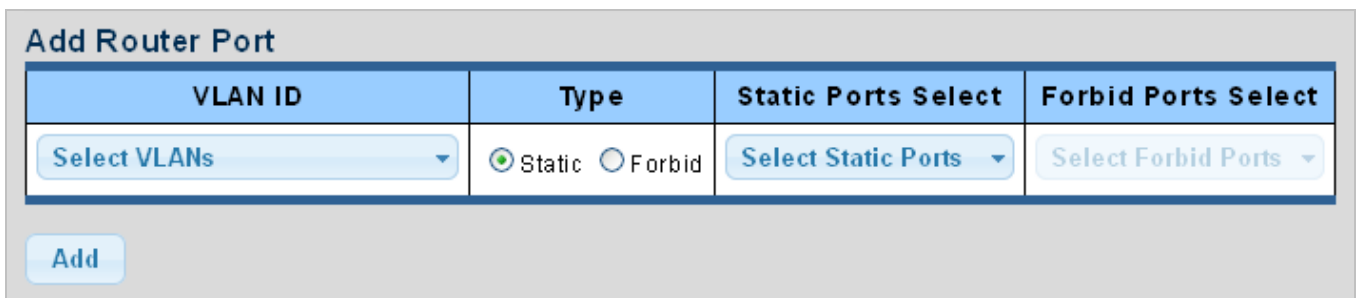 Add Router Port
VLAN ID Type Static Ports Select Forbid Ports Select
Select VLANs Static Forbid Select Static Ports Select Forbid Ports
Add